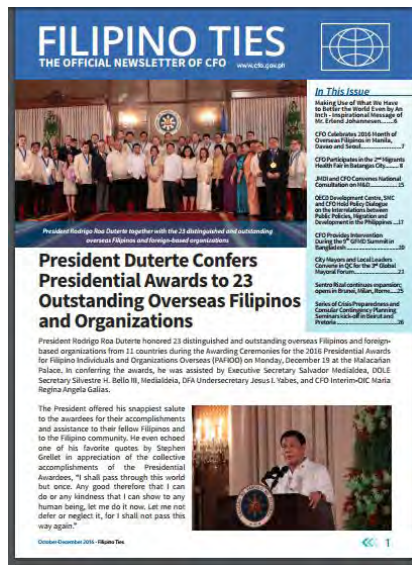 FILIPINO TIES
THE OFFICIAL NEWSLETTER OF CFO www.cfo.gov.ph
President Rodrigo Roa Duterte together with the 23 distinguished and outstanding
overseas Filipinos and foreign-based organizations.
In This Issue
Making Use of What We Have
to Better the World Even by An
Inch - Inspirational Message of
Mr. Erlend Johannesen.......6
CFO Celebrates 2016 Month of
Overseas Filipinos in Manila,
Davao and Seoul
CFO Participates in the 2nd Migrants
Health Fair in Batangas City
JMDI and CFO Convenes National
Consultation on M&D..........15
OECD Development Centre, SMC
and CFO Hold Policy Dialogue
on the Interrelations between
Public Policies, Migration and
Development in the Philippines ...17
CFO Providing Intervention
During the 9th GFMD Summit in
Bangladesh
City Mayors and Local Leaders
Convene in QC for the 3rd Global
Mayoral Forum
Sentro Rizal continues expansion;
opens in Brunei, Milan, Rome....25
Series of Crisis Preparedness and
Consular Contingency Planning
Seminars kick-off in Beirut and
Pretoria
President Duterte Confers
Presidential Awards to 23
Outstanding Overseas Filipinos
and Organizations
President Rodrigo Roa Duterte honored 23 distinguished and outstanding overseas Filipinos and foreign-
based organizations from 11 countries during the Awarding Ceremonies for the 2016 Presidential Awards
for Filipino Individuals and Organizations Overseas (PAFIOO) on Monday, December 19 at the Malacañan
Palace. In conferring the awards, he was assisted by Executive Secretary Salvador Medialdea, DOLE
Secretary Silvestre H. Bello III, Medialdeia, DFA Undersecretary Jesus I. Yabes, and CFO Interim-OIC Maria
Regina Angela Galias.
The President offered his snappiest salute
to the awardees for their accomplishments
and assistance to their fellow Filipinos and
to the Filipino community. He even echoed
one of his favorite quotes by Stephen
Grellet in appreciation of the collective
accomplishments of the Presidential
Awardees, "I shall pass through this world
but once. Any good therefore that I can
do or any kindness that I can show to any
human being, let me do it now. Let me not
defer or neglect it, for I shall not pass this
way again."
October-December 2016 - Filipino Ties
1